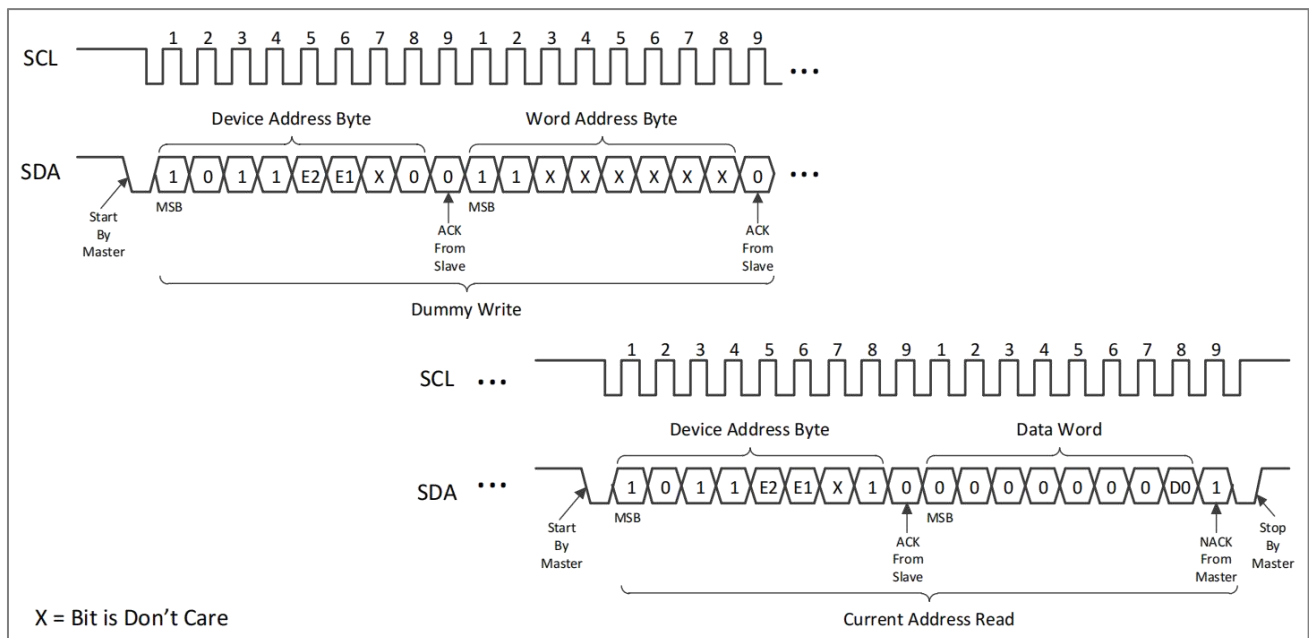 1 2 3 4 5 6 7 8 9 1 2 3 4 5 6 7 8 9
SCL ...
Device Address Byte Word Address Byte
SDA 1 0 1 1 E2 E1 X 0 0 1 1 X X X X X X 0 ...
MSB MSB
Start
By
Master
ACK
From
Slave
ACK
From
Slave
Dummy Write
1 2 3 4 5 6 7 8 9 1 2 3 4 5 6 7 8 9
SCL ...
Device Address Byte Data Word
SDA ... 1 0 1 1 E2 E1 X 1 0 0 0 0 0 0 0 0 D0 1
MSB MSB
Start
By
Master
ACK
From
Slave
NACK
From
Master
Stop
By
Master
Current Address Read
X = Bit is Don't Care